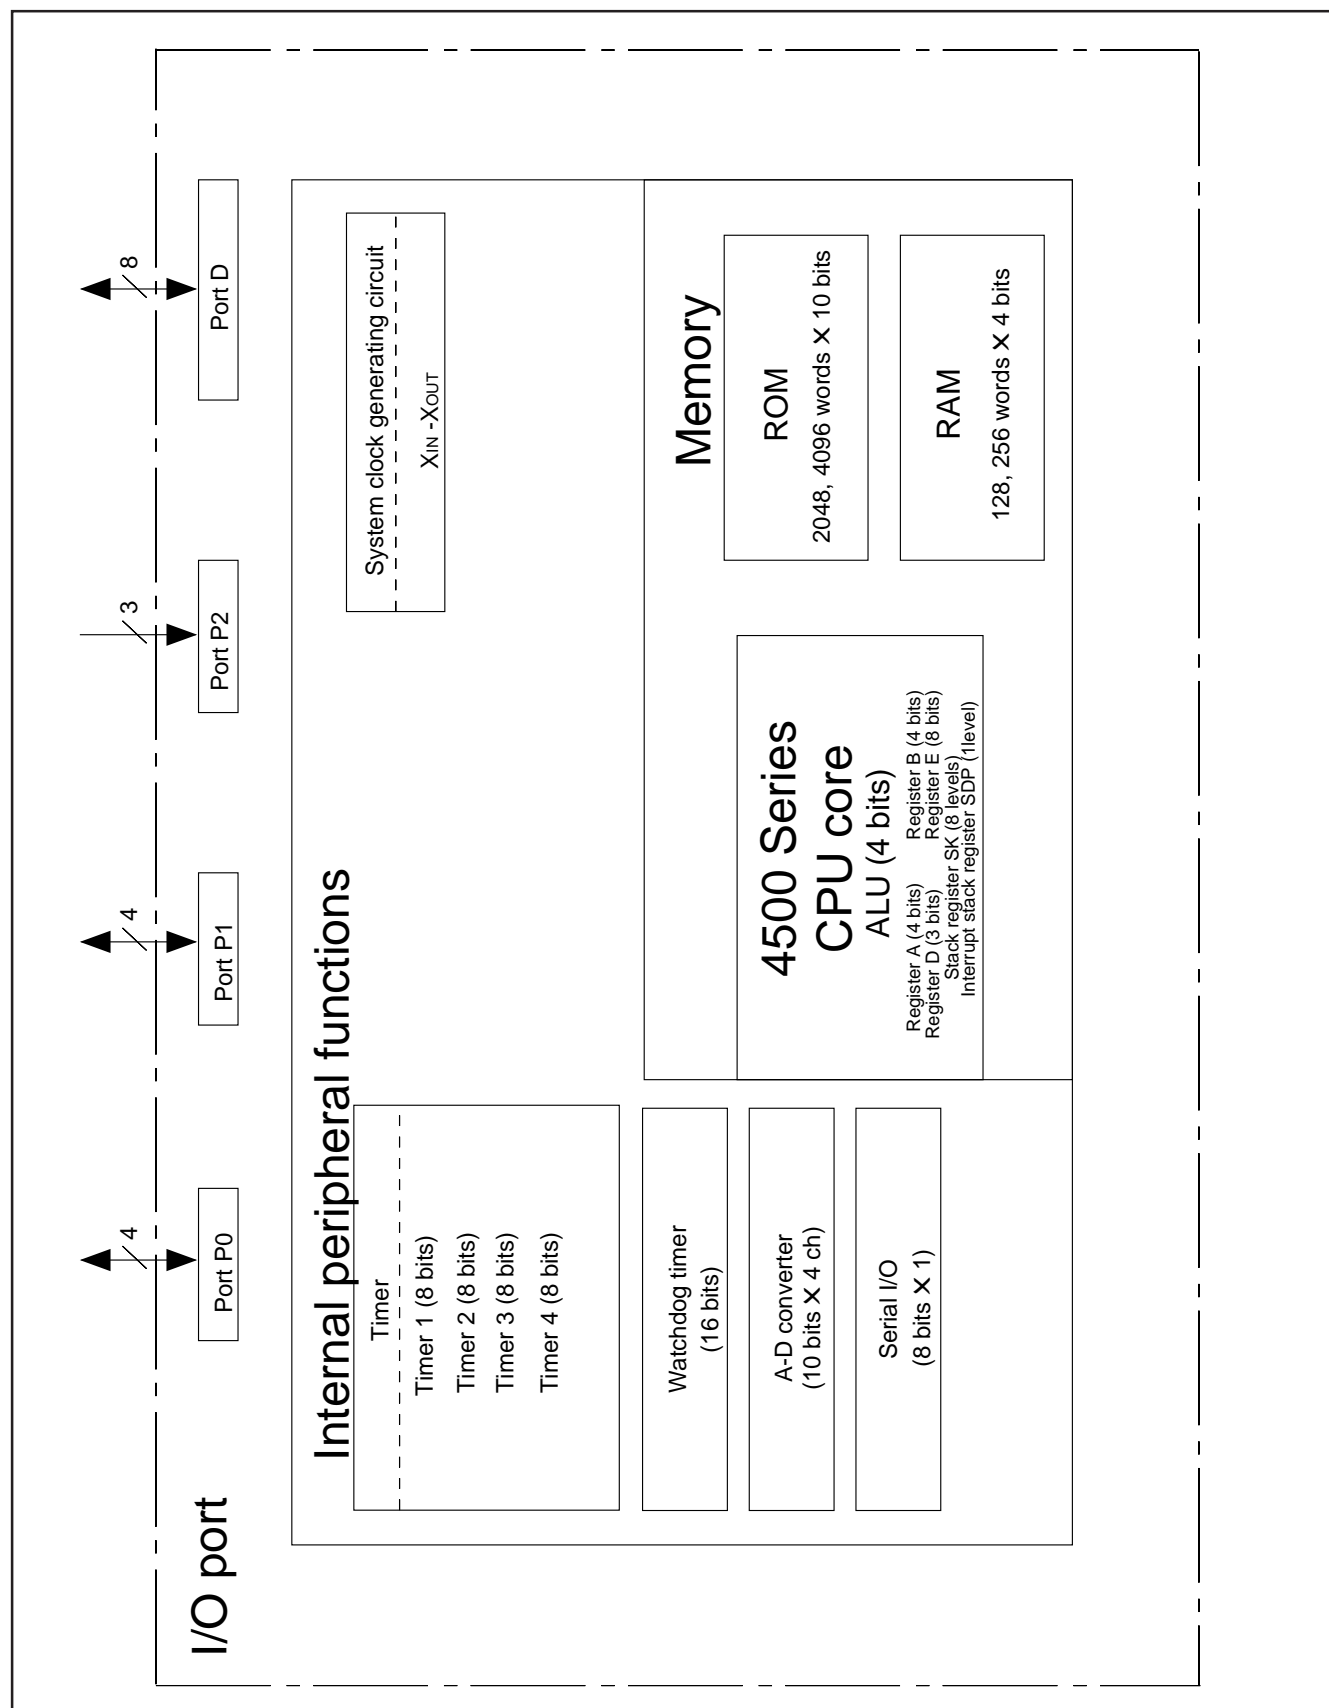 4
4
3
8
I/O port
Port P0
Port P1
Port P2
Port D
Internal peripheral functions
Timer
Timer 1 (8 bits)
Timer 2 (8 bits)
Timer 3 (8 bits)
Timer 4 (8 bits)
System clock generating circuit
XIN -XOUT
Watchdog timer
(16 bits)
A-D converter
(10 bits X 4 ch)
Serial I/O
(8 bits X 1)
4500 Series
CPU core
ALU (4 bits)
Register A (4 bits) Register B (4 bits)
Register D (3 bits) Register E (8 bits)
Stack register SK (8 levels)
Interrupt stack register SDP (1level)
Memory
ROM
2048, 4096 words X 10 bits
RAM
128, 256 words X 4 bits